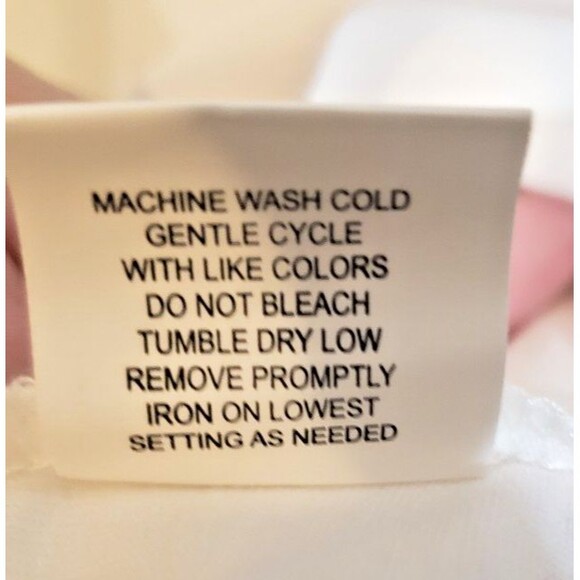 MACHINE WASH COLD
GENTLE CYCLE
WITH LIKE COLORS
DO NOT BLEACH
TUMBLE DRY LOW
REMOVE PROMPTLY
IRON ON LOWEST
SETTING AS NEEDED